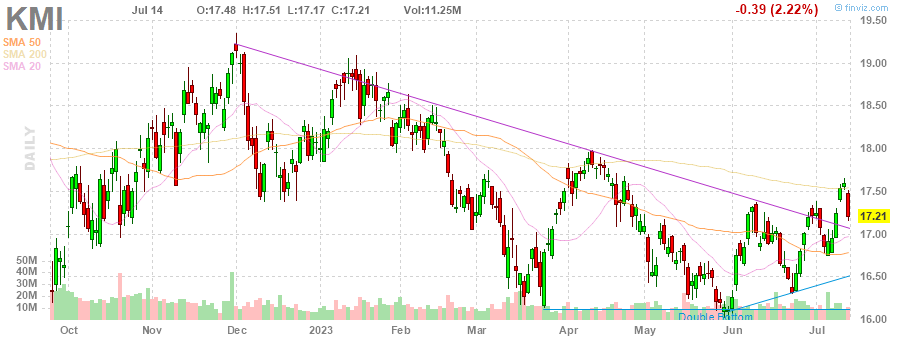 KMI Jul 14 O:17.48 H:17.51 L:17.17 C:17.21 Vol:11.25M -0.39 (2.22%) © finviz.com
SMA 50
SMA 200
SMA 20
DAILY
19.50
19.00
18.50
18.00
17.50
17.21
17.00
16.50
16.00
50M
40M
30M
20M
10M
Double Bottom
Oct Nov Dec 2023 Feb Mar Apr May Jun Jul